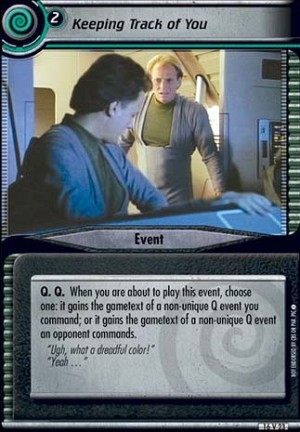 2
Keeping Track of You
Event
Q. Q. When you are about to play this event, choose
one: it gains the gametext of a non-unique Q event you
command; or it gains the gametext of a non-unique Q event
an opponent commands.
"Ugh, what a dreadful color!"
"Yeah ..."